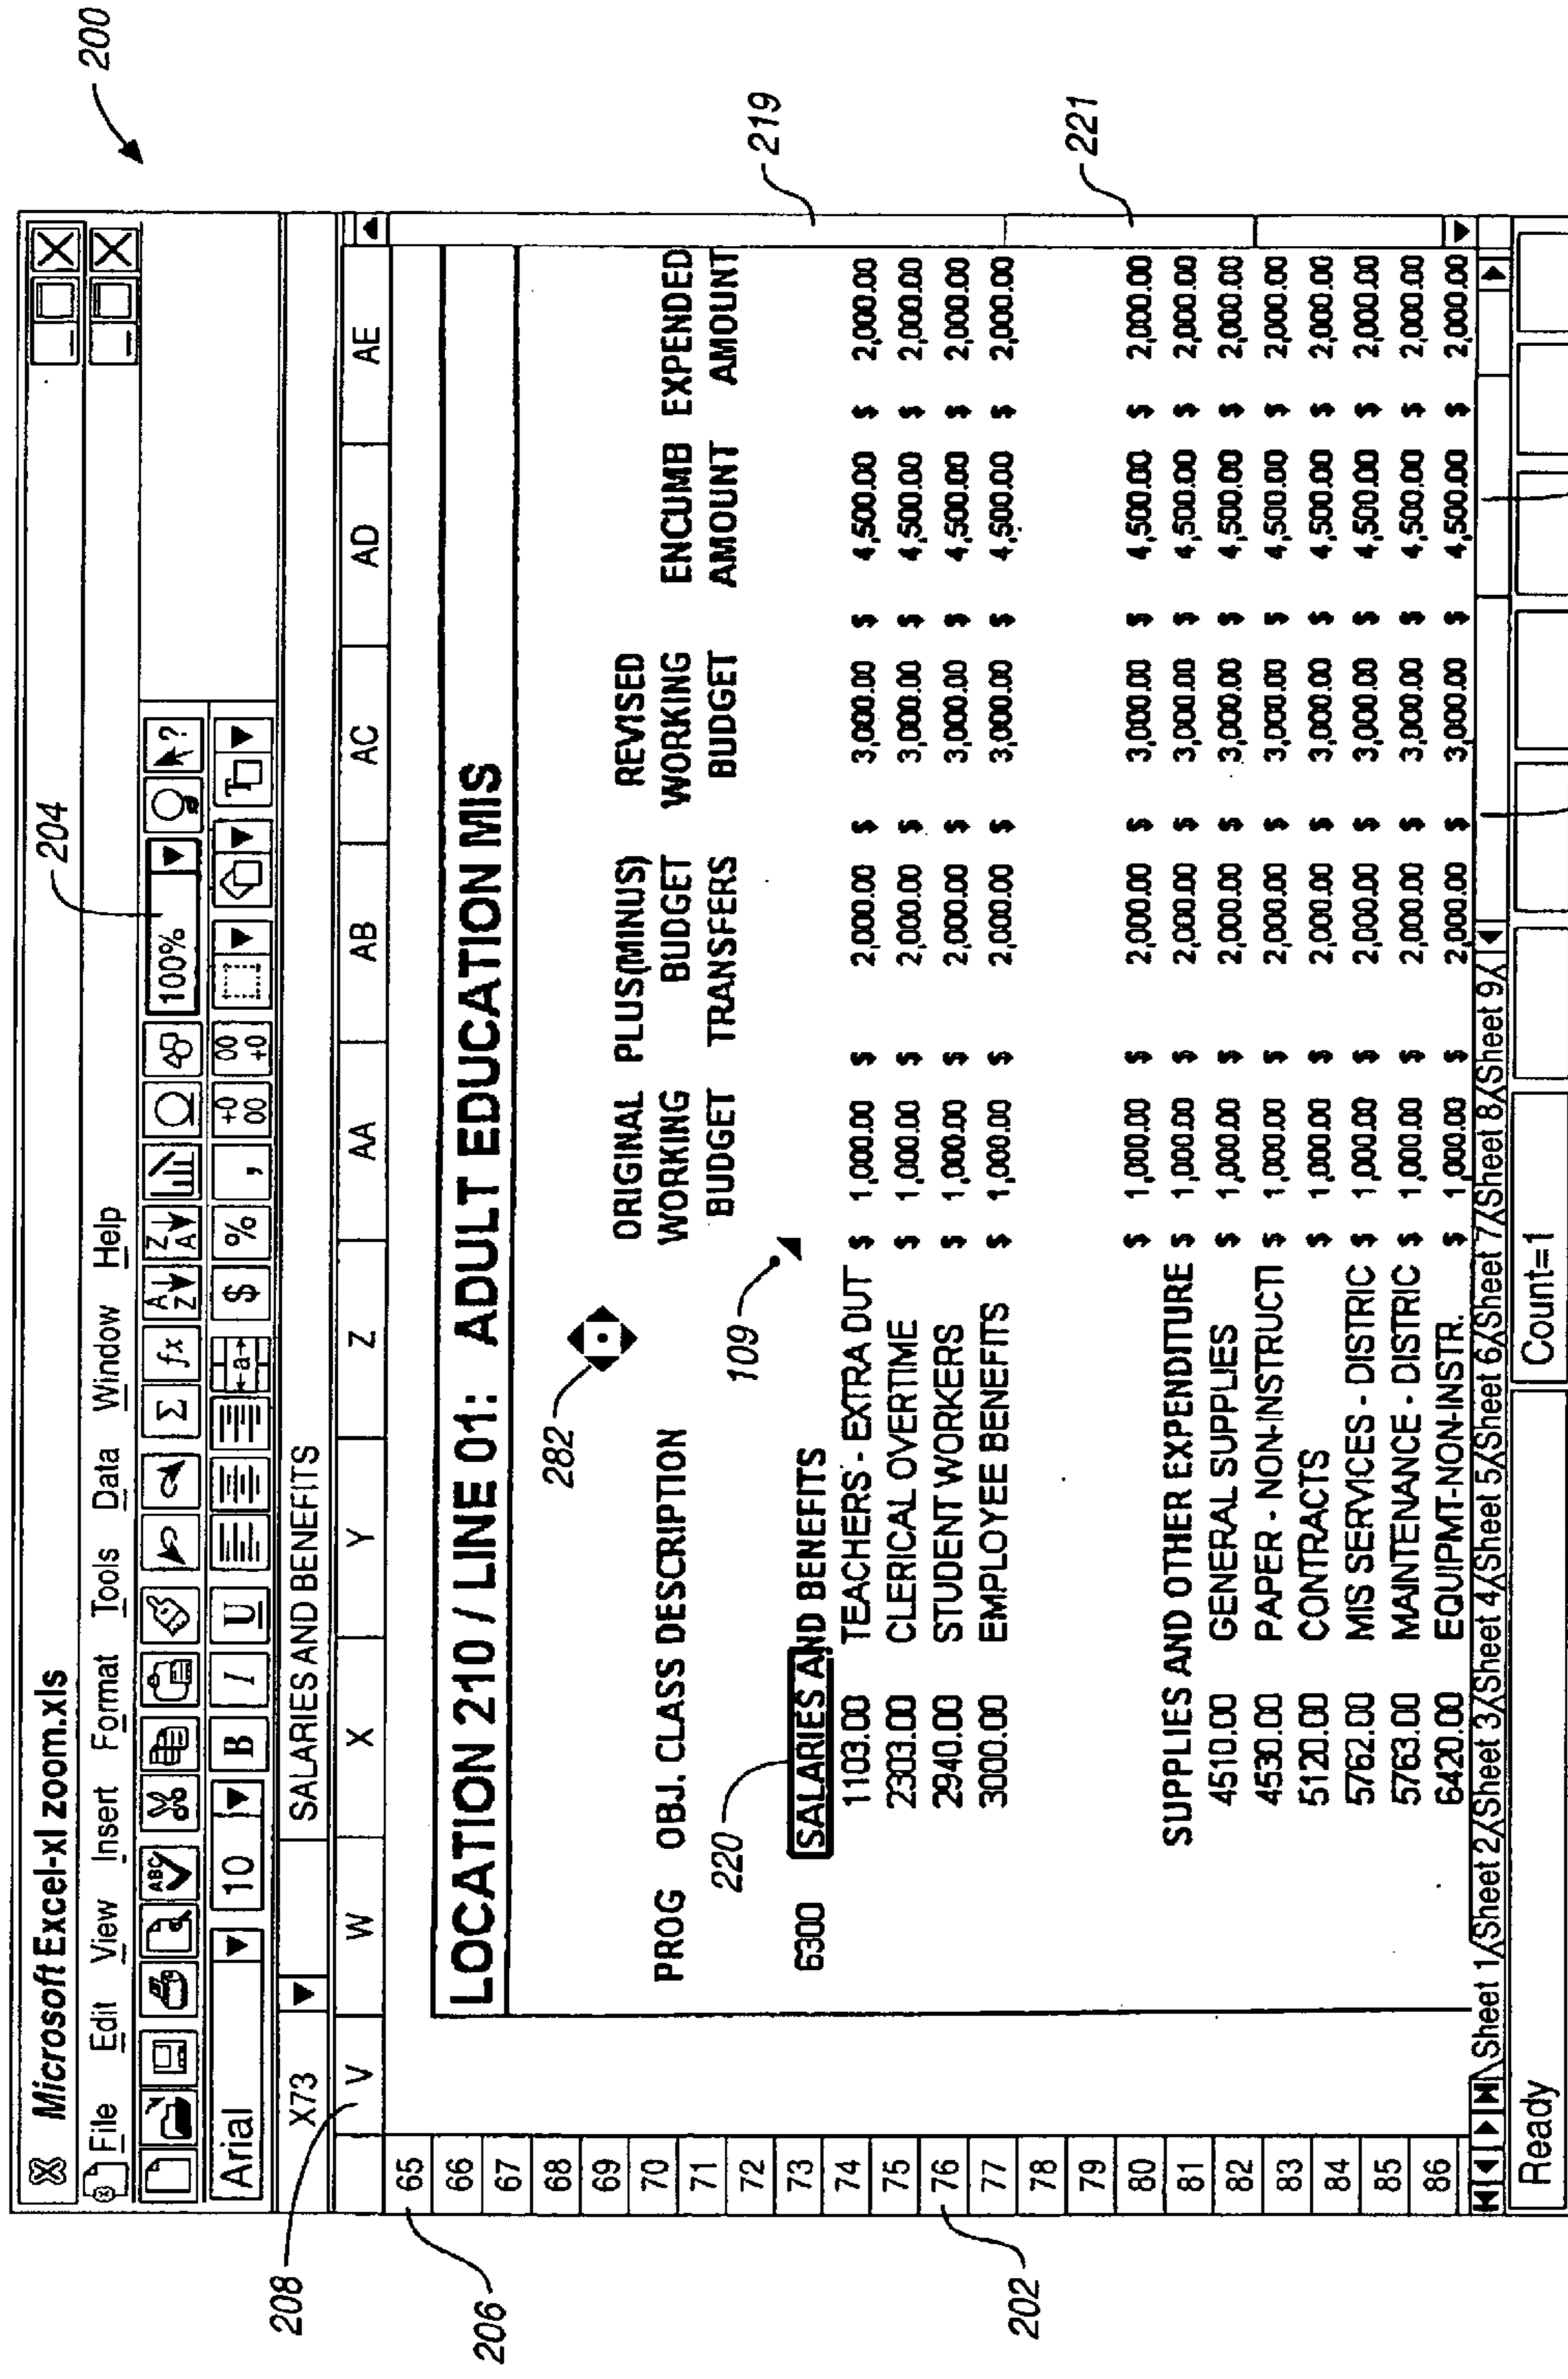 200
Microsoft Excel-xl zoom.xls
File Edit View Insert Format Tools Data Window Help
204
ABC Σ fx A Z Z A 100% ?
Arial 10 B I U a $ % , +0 00 00 +0 T
X73 SALARIES AND BENEFITS
208
V W X Y Z AA AB AC AD AE
206
65
66 LOCATION 210 / LINE 01: ADULT EDUCATION MIS
67
68
282
69 ORIGINAL PLUS(MINUS) REVISED
70 PROG OBJ. CLASS DESCRIPTION WORKING BUDGET WORKING ENCUMB EXPENDED
71 BUDGET TRANSFERS BUDGET AMOUNT AMOUNT
220
109
219
72
73 6300 SALARIES AND BENEFITS
74 1103.00 TEACHERS - EXTRA DUT $ 1,000.00 $ 2,000.00 $ 3,000.00 $ 4,500.00 $ 2,000.00
75 2303.00 CLERICAL OVERTIME $ 1,000.00 $ 2,000.00 $ 3,000.00 $ 4,500.00 $ 2,000.00
76 2940.00 STUDENT WORKERS $ 1,000.00 $ 2,000.00 $ 3,000.00 $ 4,500.00 $ 2,000.00
77 3000.00 EMPLOYEE BENEFITS $ 1,000.00 $ 2,000.00 $ 3,000.00 $ 4,500.00 $ 2,000.00
202
78
79
221
80 $ 1,000.00 $ 2,000.00 $ 3,000.00 $ 4,500.00 $ 2,000.00
81 SUPPLIES AND OTHER EXPENDITURE $ 1,000.00 $ 2,000.00 $ 3,000.00 $ 4,500.00 $ 2,000.00
82 4510.00 GENERAL SUPPLIES $ 1,000.00 $ 2,000.00 $ 3,000.00 $ 4,500.00 $ 2,000.00
83 4530.00 PAPER - NON-INSTRUCTI $ 1,000.00 $ 2,000.00 $ 3,000.00 $ 4,500.00 $ 2,000.00
84 5120.00 CONTRACTS $ 1,000.00 $ 2,000.00 $ 3,000.00 $ 4,500.00 $ 2,000.00
85 5762.00 MIS SERVICES - DISTRIC $ 1,000.00 $ 2,000.00 $ 3,000.00 $ 4,500.00 $ 2,000.00
86 5763.00 MAINTENANCE - DISTRIC $ 1,000.00 $ 2,000.00 $ 3,000.00 $ 4,500.00 $ 2,000.00
6420.00 EQUIPMT-NON-INSTR. $ 1,000.00 $ 2,000.00 $ 3,000.00 $ 4,500.00 $ 2,000.00
Sheet 1 Sheet 2 Sheet 3 Sheet 4 Sheet 5 Sheet 6 Sheet 7 Sheet 8 Sheet 9
Ready Count=1